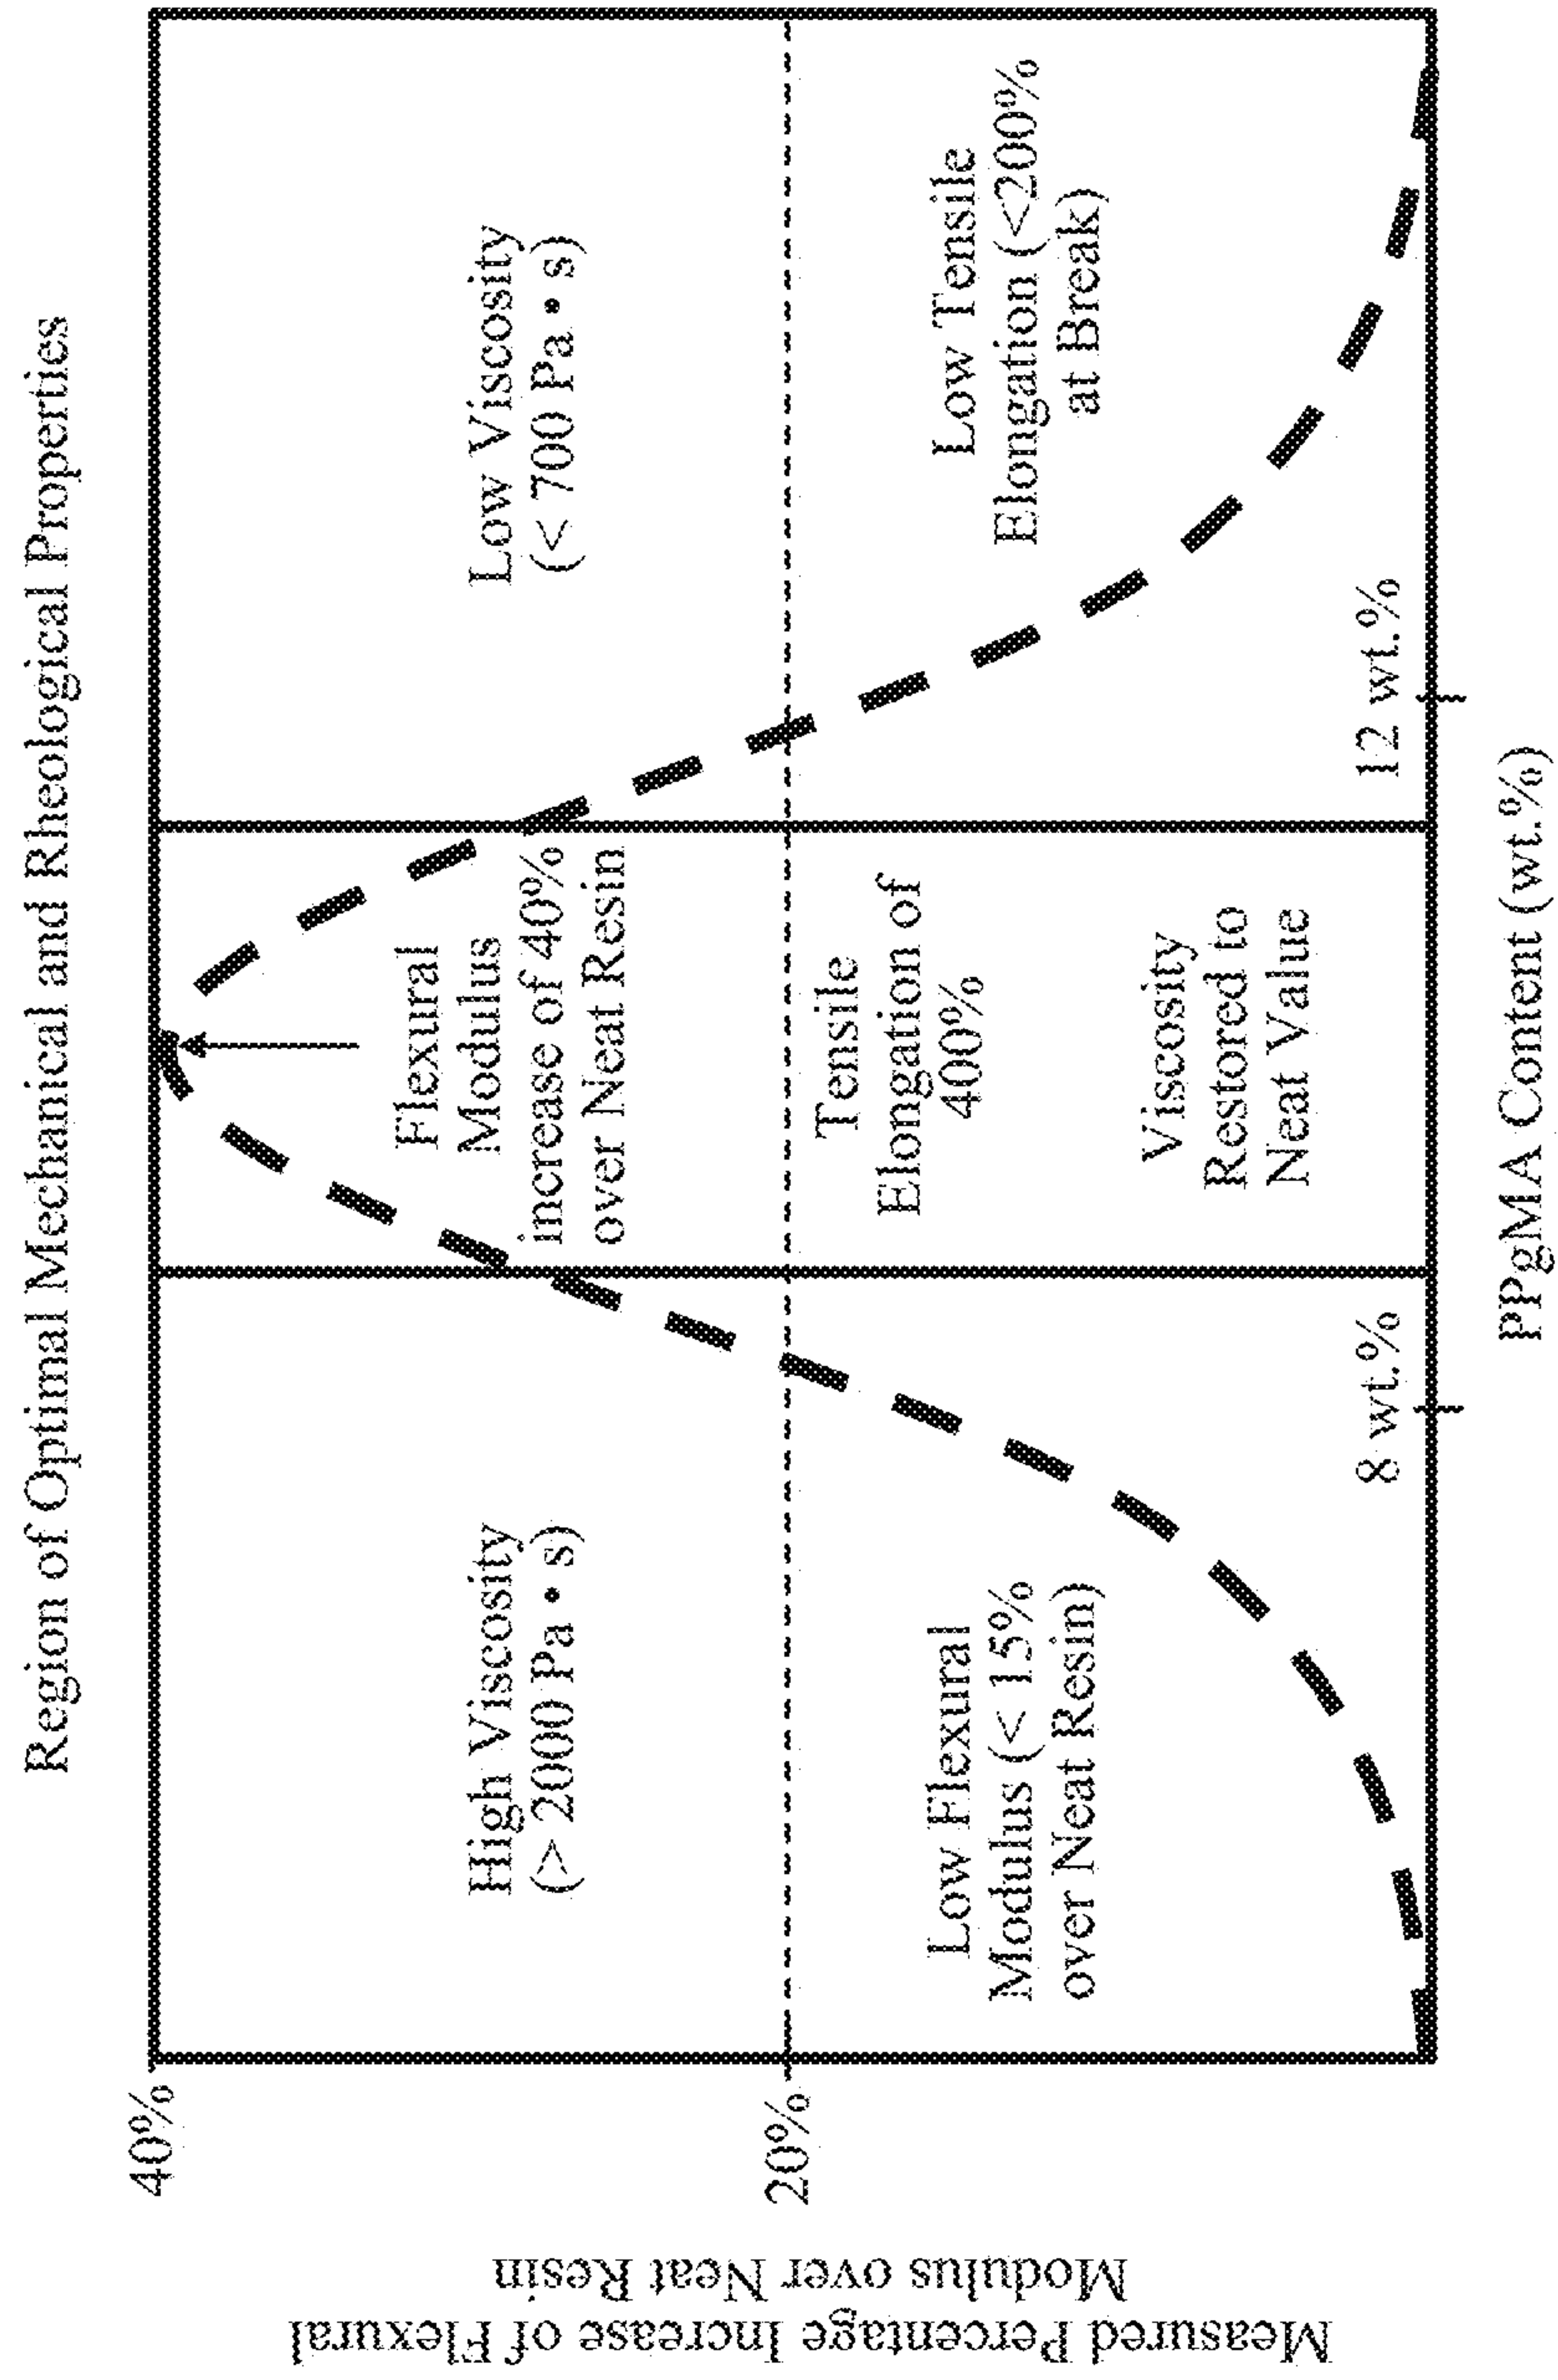 Region of Optimal Mechanical and Rheological Properties
40%
20%
Measured Percentage Increase of Flexural
Modulus over Neat Resin
High Viscosity
(> 2000 Pa • s)
Low Flexural
Modulus (< 15%
over Neat Resin)
Flexural
Modulus
increase of 40%
over Neat Resin
Tensile
Elongation of
400%
Viscosity
Restored to
Neat Value
Low Viscosity
(< 700 Pa • s)
Low Tensile
Elongation (<200%
at Break)
8 wt.%
12 wt.%
PPgMA Content (wt.%)